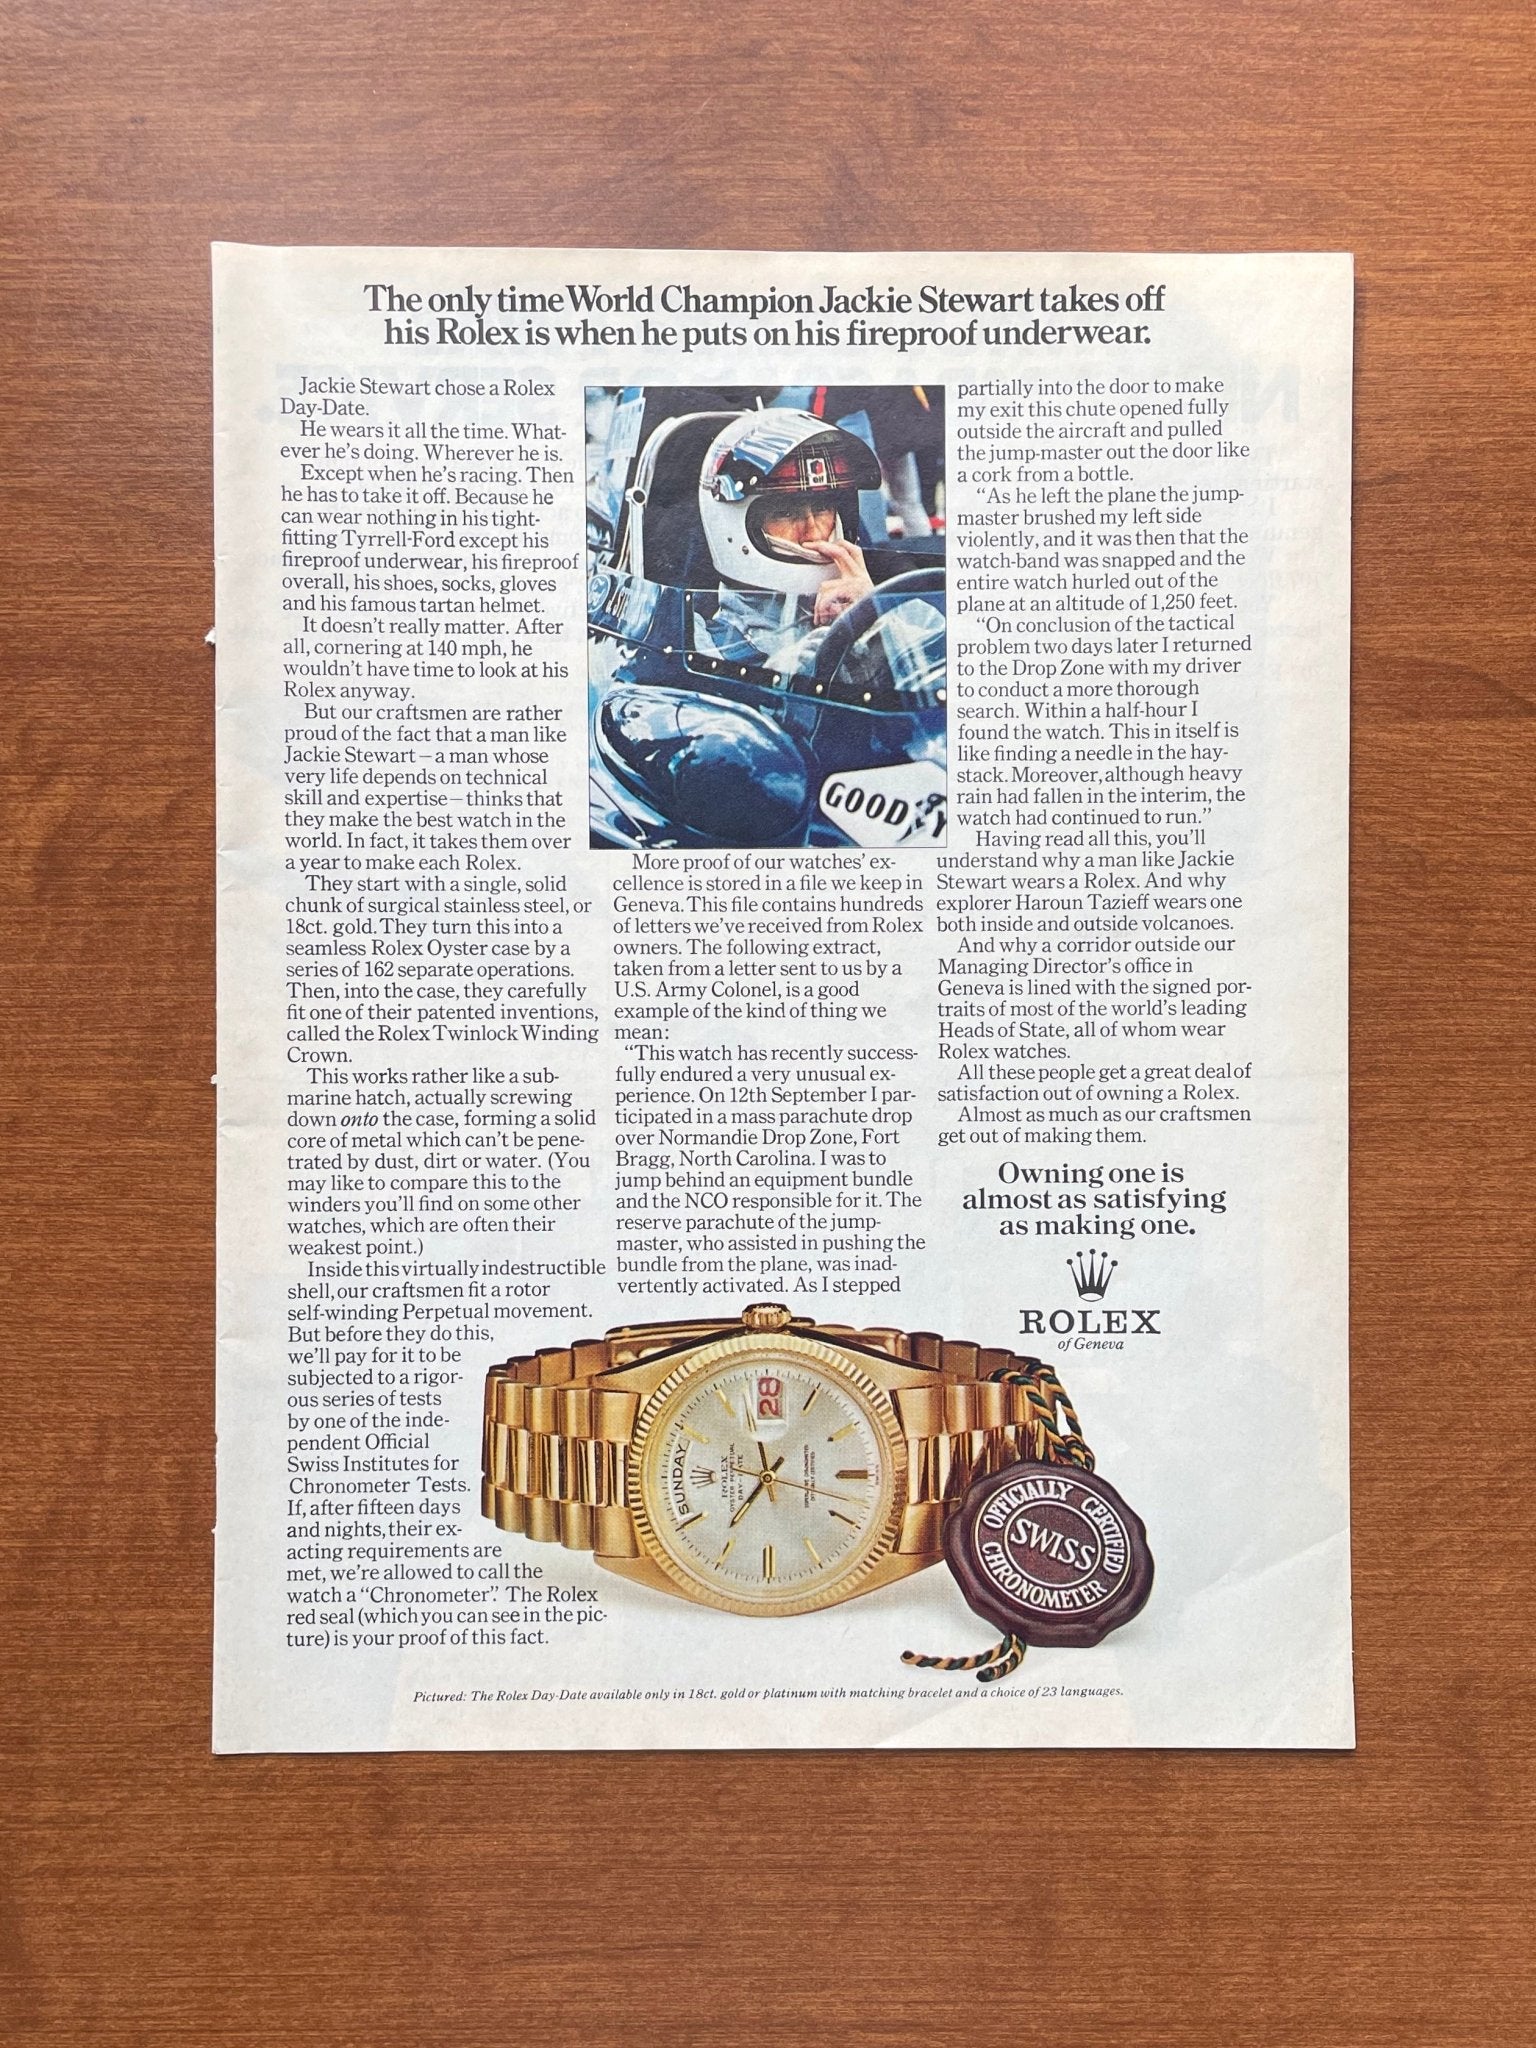 The only time World Champion Jackie Stewart takes off
his Rolex is when he puts on his fireproof underwear.
Jackie Stewart chose a Rolex
Day-Date.
He wears it all the time. What-
ever he's doing. Wherever he is.
Except when he's racing. Then
he has to take it off. Because he
can wear nothing in his tight-
fitting Tyrrell-Ford except his
fireproof underwear, his fireproof
overall, his shoes, socks, gloves
and his famous tartan helmet.
It doesn't really matter. After
all, cornering at 140 mph, he
wouldn't have time to look at his
Rolex anyway.
But our craftsmen are rather
proud of the fact that a man like
Jackie Stewart – a man whose
very life depends on technical
skill and expertise – thinks that
they make the best watch in the
world. In fact, it takes them over
a year to make each Rolex.
They start with a single, solid
chunk of surgical stainless steel, or
18ct. gold. They turn this into a
seamless Rolex Oyster case by a
series of 162 separate operations.
Then, into the case, they carefully
fit one of their patented inventions,
called the Rolex Twinlock Winding
Crown.
This works rather like a sub-
marine hatch, actually screwing
down onto the case, forming a solid
core of metal which can't be pene-
trated by dust, dirt or water. (You
may like to compare this to the
winders you'll find on some other
watches, which are often their
weakest point.)
Inside this virtually indestructible
shell, our craftsmen fit a rotor
self-winding Perpetual movement.
But before they do this,
we'll pay for it to be
subjected to a rigor-
ous series of tests
by one of the inde-
pendent Official
Swiss Institutes for
Chronometer Tests.
If, after fifteen days
and nights, their ex-
acting requirements are
met, we're allowed to call the
watch a "Chronometer". The Rolex
red seal (which you can see in the pic-
ture) is your proof of this fact.
elf
GOODYEAR
More proof of our watches' ex-
cellence is stored in a file we keep in
Geneva. This file contains hundreds
of letters we've received from Rolex
owners. The following extract,
taken from a letter sent to us by a
U.S. Army Colonel, is a good
example of the kind of thing we
mean:
"This watch has recently success-
fully endured a very unusual ex-
perience. On 12th September I par-
ticipated in a mass parachute drop
over Normandie Drop Zone, Fort
Bragg, North Carolina. I was to
jump behind an equipment bundle
and the NCO responsible for it. The
reserve parachute of the jump-
master, who assisted in pushing the
bundle from the plane, was inad-
vertently activated. As I stepped
partially into the door to make
my exit this chute opened fully
outside the aircraft and pulled
the jump-master out the door like
a cork from a bottle.
"As he left the plane the jump-
master brushed my left side
violently, and it was then that the
watch-band was snapped and the
entire watch hurled out of the
plane at an altitude of 1,250 feet.
"On conclusion of the tactical
problem two days later I returned
to the Drop Zone with my driver
to conduct a more thorough
search. Within a half-hour I
found the watch. This in itself is
like finding a needle in the hay-
stack. Moreover, although heavy
rain had fallen in the interim, the
watch had continued to run."
Having read all this, you'll
understand why a man like Jackie
Stewart wears a Rolex. And why
explorer Haroun Tazieff wears one
both inside and outside volcanoes.
And why a corridor outside our
Managing Director's office in
Geneva is lined with the signed por-
traits of most of the world's leading
Heads of State, all of whom wear
Rolex watches.
All these people get a great deal of
satisfaction out of owning a Rolex.
Almost as much as our craftsmen
get out of making them.
Owning one is
almost as satisfying
as making one.
ROLEX
of Geneva
SUNDAY
28
ROLEX
OYSTER PERPETUAL
DAY-DATE
SUPERLATIVE CHRONOMETER
OFFICIALLY CERTIFIED
OFFICIALLY CERTIFIED
SWISS
CHRONOMETER
Pictured: The Rolex Day-Date available only in 18ct. gold or platinum with matching bracelet and a choice of 23 languages.